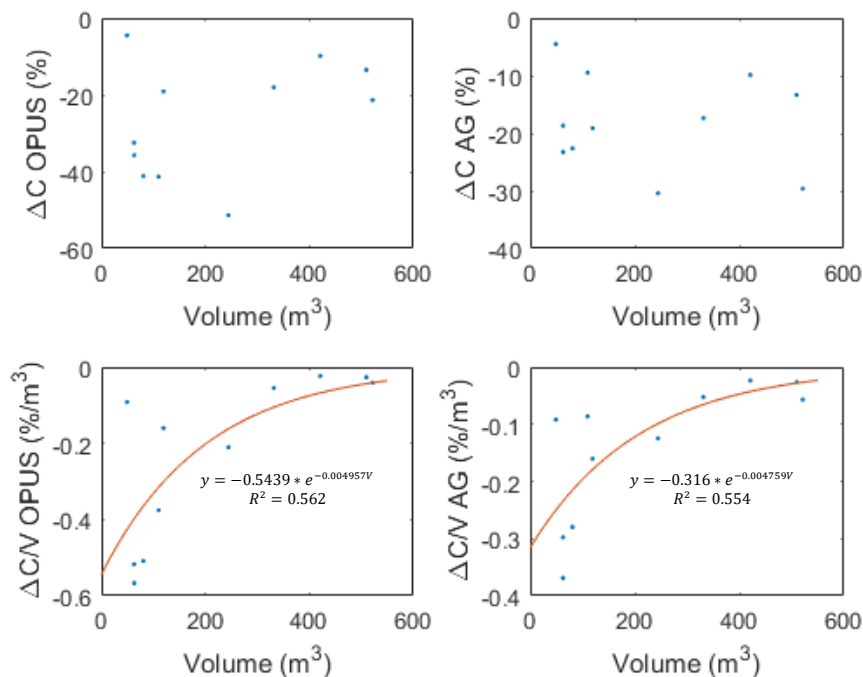 0
-20
-40
-60
0
200
400
600
ΔC OPUS (%)
Volume (m³)
0
-10
-20
-30
-40
0
200
400
600
ΔC AG (%)
Volume (m³)
0
-0.2
-0.4
-0.6
0
200
400
600
ΔC/V OPUS (%/m³)
y = −0.5439 * e^{−0.004957V}
R² = 0.562
Volume (m³)
0
-0.1
-0.2
-0.3
-0.4
0
200
400
600
ΔC/V AG (%/m³)
y = −0.316 * e^{−0.004759V}
R² = 0.554
Volume (m³)